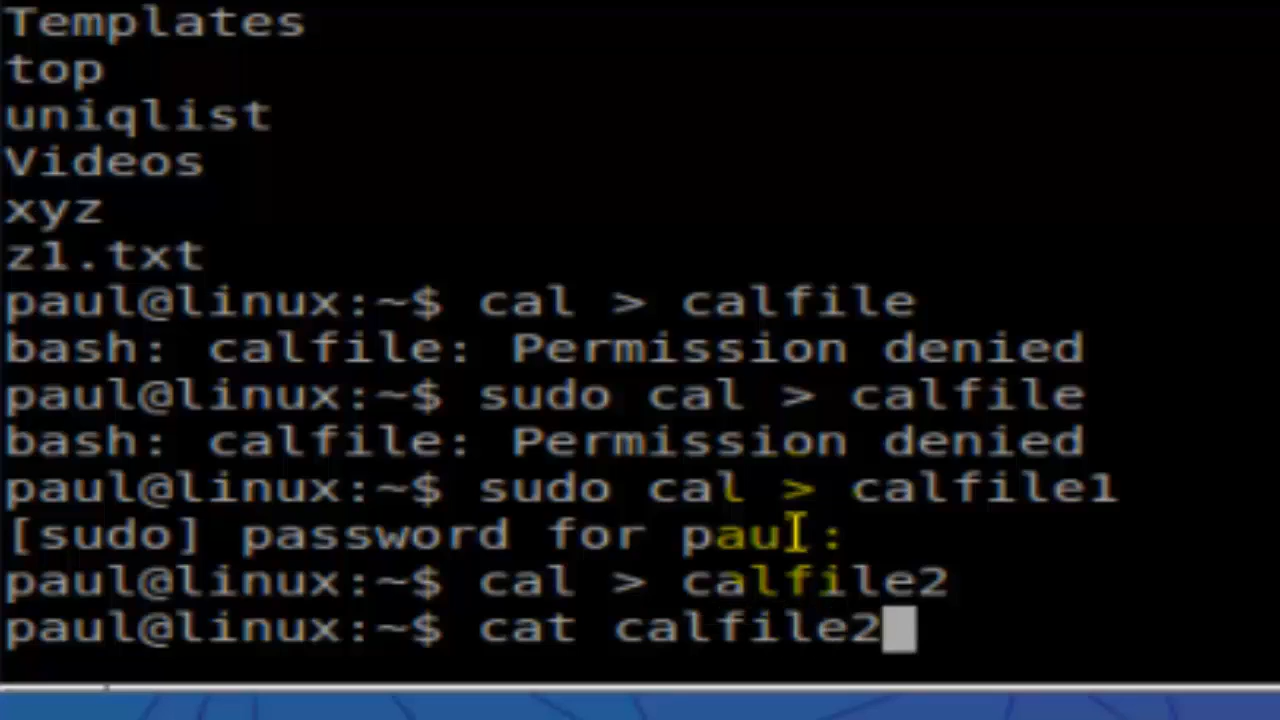 Templates
top
uniqlist
Videos
xyz
z1.txt
paul@linux:~$ cal > calfile
bash: calfile: Permission denied
paul@linux:~$ sudo cal > calfile
bash: calfile: Permission denied
paul@linux:~$ sudo cal > calfile1
[sudo] password for paul:
paul@linux:~$ cal > calfile2
paul@linux:~$ cat calfile2